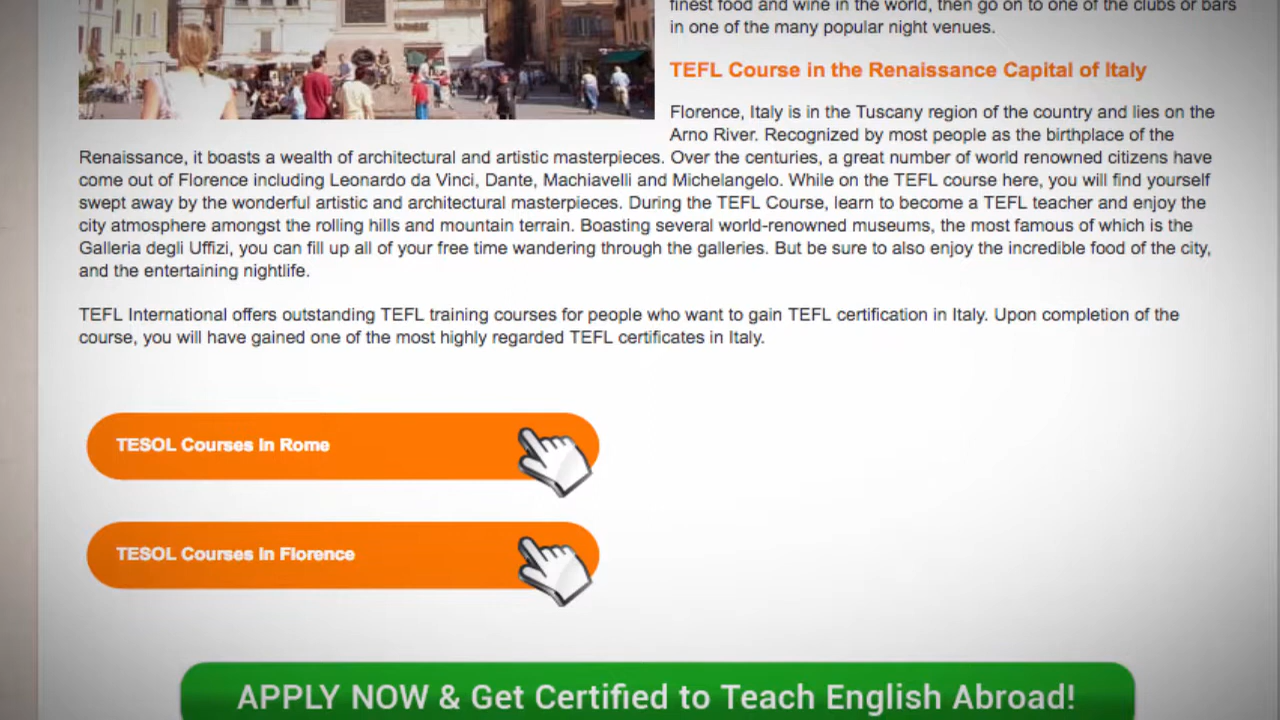 finest food and wine in the world, then go on to one of the clubs or bars
in one of the many popular night venues.
TEFL Course in the Renaissance Capital of Italy
Florence, Italy is in the Tuscany region of the country and lies on the
Arno River. Recognized by most people as the birthplace of the
Renaissance, it boasts a wealth of architectural and artistic masterpieces. Over the centuries, a great number of world renowned citizens have
come out of Florence including Leonardo da Vinci, Dante, Machiavelli and Michelangelo. While on the TEFL course here, you will find yourself
swept away by the wonderful artistic and architectural masterpieces. During the TEFL Course, learn to become a TEFL teacher and enjoy the
city atmosphere amongst the rolling hills and mountain terrain. Boasting several world-renowned museums, the most famous of which is the
Galleria degli Uffizi, you can fill up all of your free time wandering through the galleries. But be sure to also enjoy the incredible food of the city,
and the entertaining nightlife.
TEFL International offers outstanding TEFL training courses for people who want to gain TEFL certification in Italy. Upon completion of the
course, you will have gained one of the most highly regarded TEFL certificates in Italy.
TESOL Courses in Rome
TESOL Courses in Florence
APPLY NOW & Get Certified to Teach English Abroad!